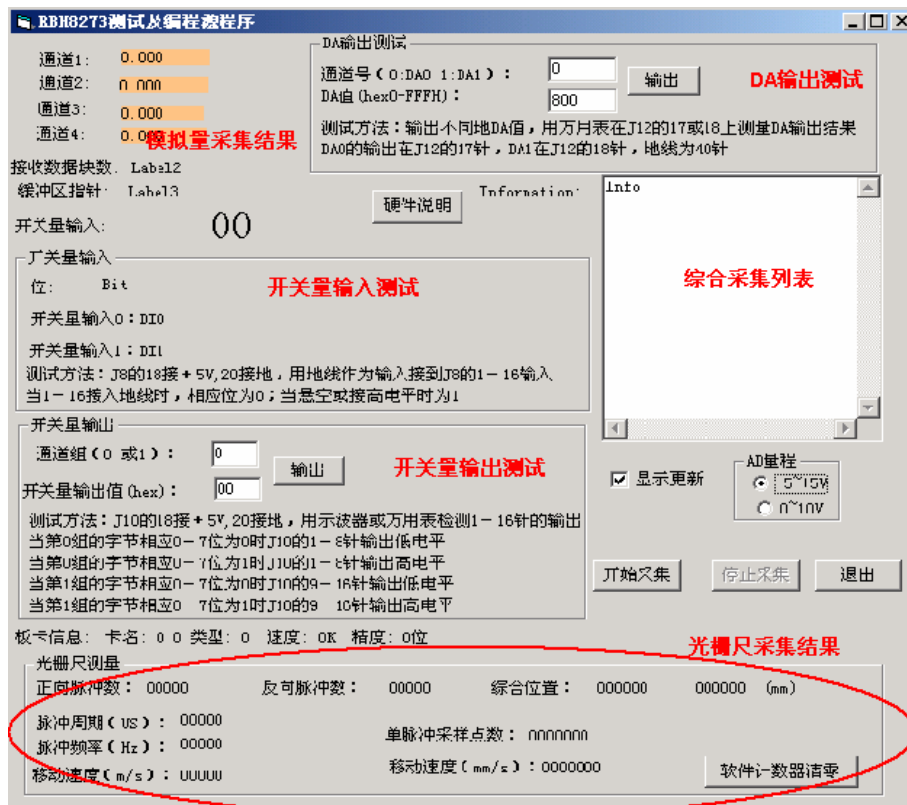 RBH8273测试及编程教程序
通道1: 0.000
通道2: 0.000
通道3: 0.000
通道4: 0.000
模拟量采集结果
接收数据块数. Label2
缓冲区指针: Label3
开关量输入: 00
硬件说明
Information:
DA输出测试
通道号(0:DA0 1:DA1): 0
DA值(hex0-FFFH): 800
输出
DA输出测试
测试方法:输出不同地DA值,用万月表在J12的17或18上测量DA输出结果
DA0的输出在J12的17针,DA1在J12的18针,地线为40针
Info
综合采集列表
开关量输入
位: Bit
开关量输入测试
开关量输入0:DI0
开关量输入1:DI1
测试方法:J8的18接+5V,20接地,用地线作为输入接到J8的1-16输入
当1-16接入地线时,相应位为0;当悬空或接高电平时为1
开关量输出
通道组(0 或1): 0
输出
开关量输出测试
开关量输出值(hex): 00
测试方法:J10的18接+5V,20接地,用示波器或万用表检测1-16针的输出
当第0组的字节相应0-7位为0时J10的1-8针输出低电平
当第0组的字节相应0-7位为1时J10的1-8针输出高电平
当第1组的字节相应0-7位为0时J10的9-16针输出低电平
当第1组的字节相应0 7位为1时J10的9 16针输出高电平
显示更新
AD量程
0~10V
开始采集
停止采集
退出
板卡信息: 卡名: 0 0 类型: 0 速度: 0K 精度: 0位
光栅尺采集结果
光栅尺测量
正向脉冲数: 00000 反向脉冲数: 00000 综合位置: 000000 000000 (mm)
脉冲周期(US): 00000
脉冲频率(Hz): 00000
单脉冲采样点数: 0000000
移动速度(m/s): 00000
移动速度(mm/s):0000000
软件计数器清零